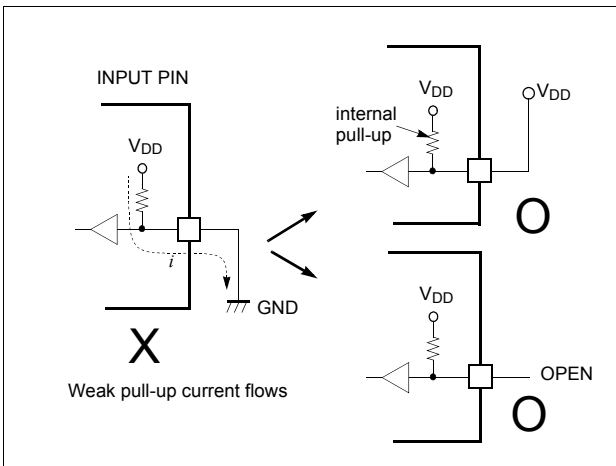 INPUT PIN
VDD
i
GND
X
Weak pull-up current flows
VDD
internal
pull-up
VDD
O
VDD
OPEN
O